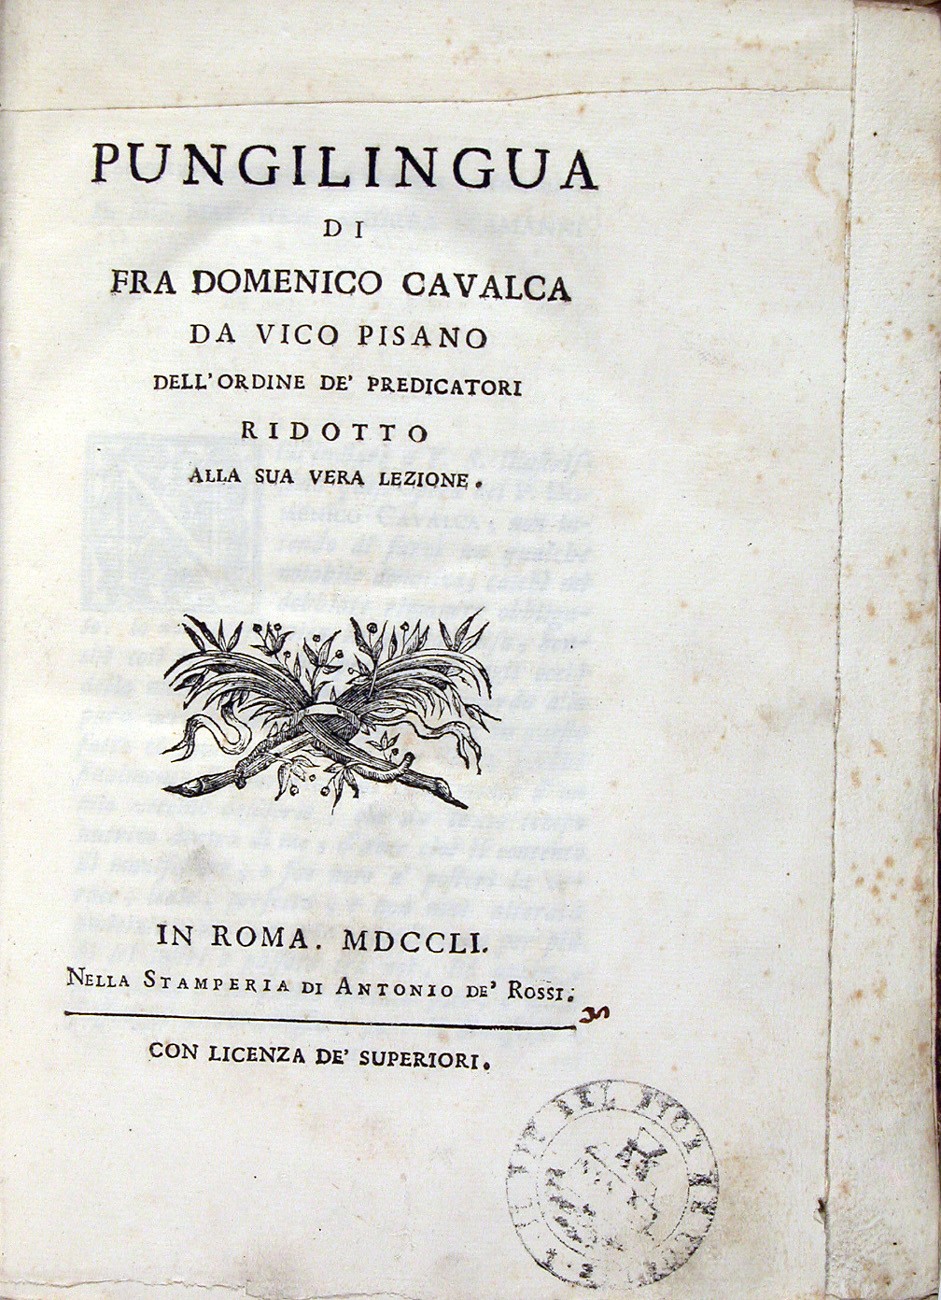 PUNGILINGUA
DI
FRA DOMENICO CAVALCA
DA VICO PISANO
DELL'ORDINE DE' PREDICATORI
RIDOTTO
ALLA SUA VERA LEZIONE.
IN ROMA. MDCCLI.
NELLA STAMPERIA DI ANTONIO DE' ROSSI.
CON LICENZA DE' SUPERIORI.